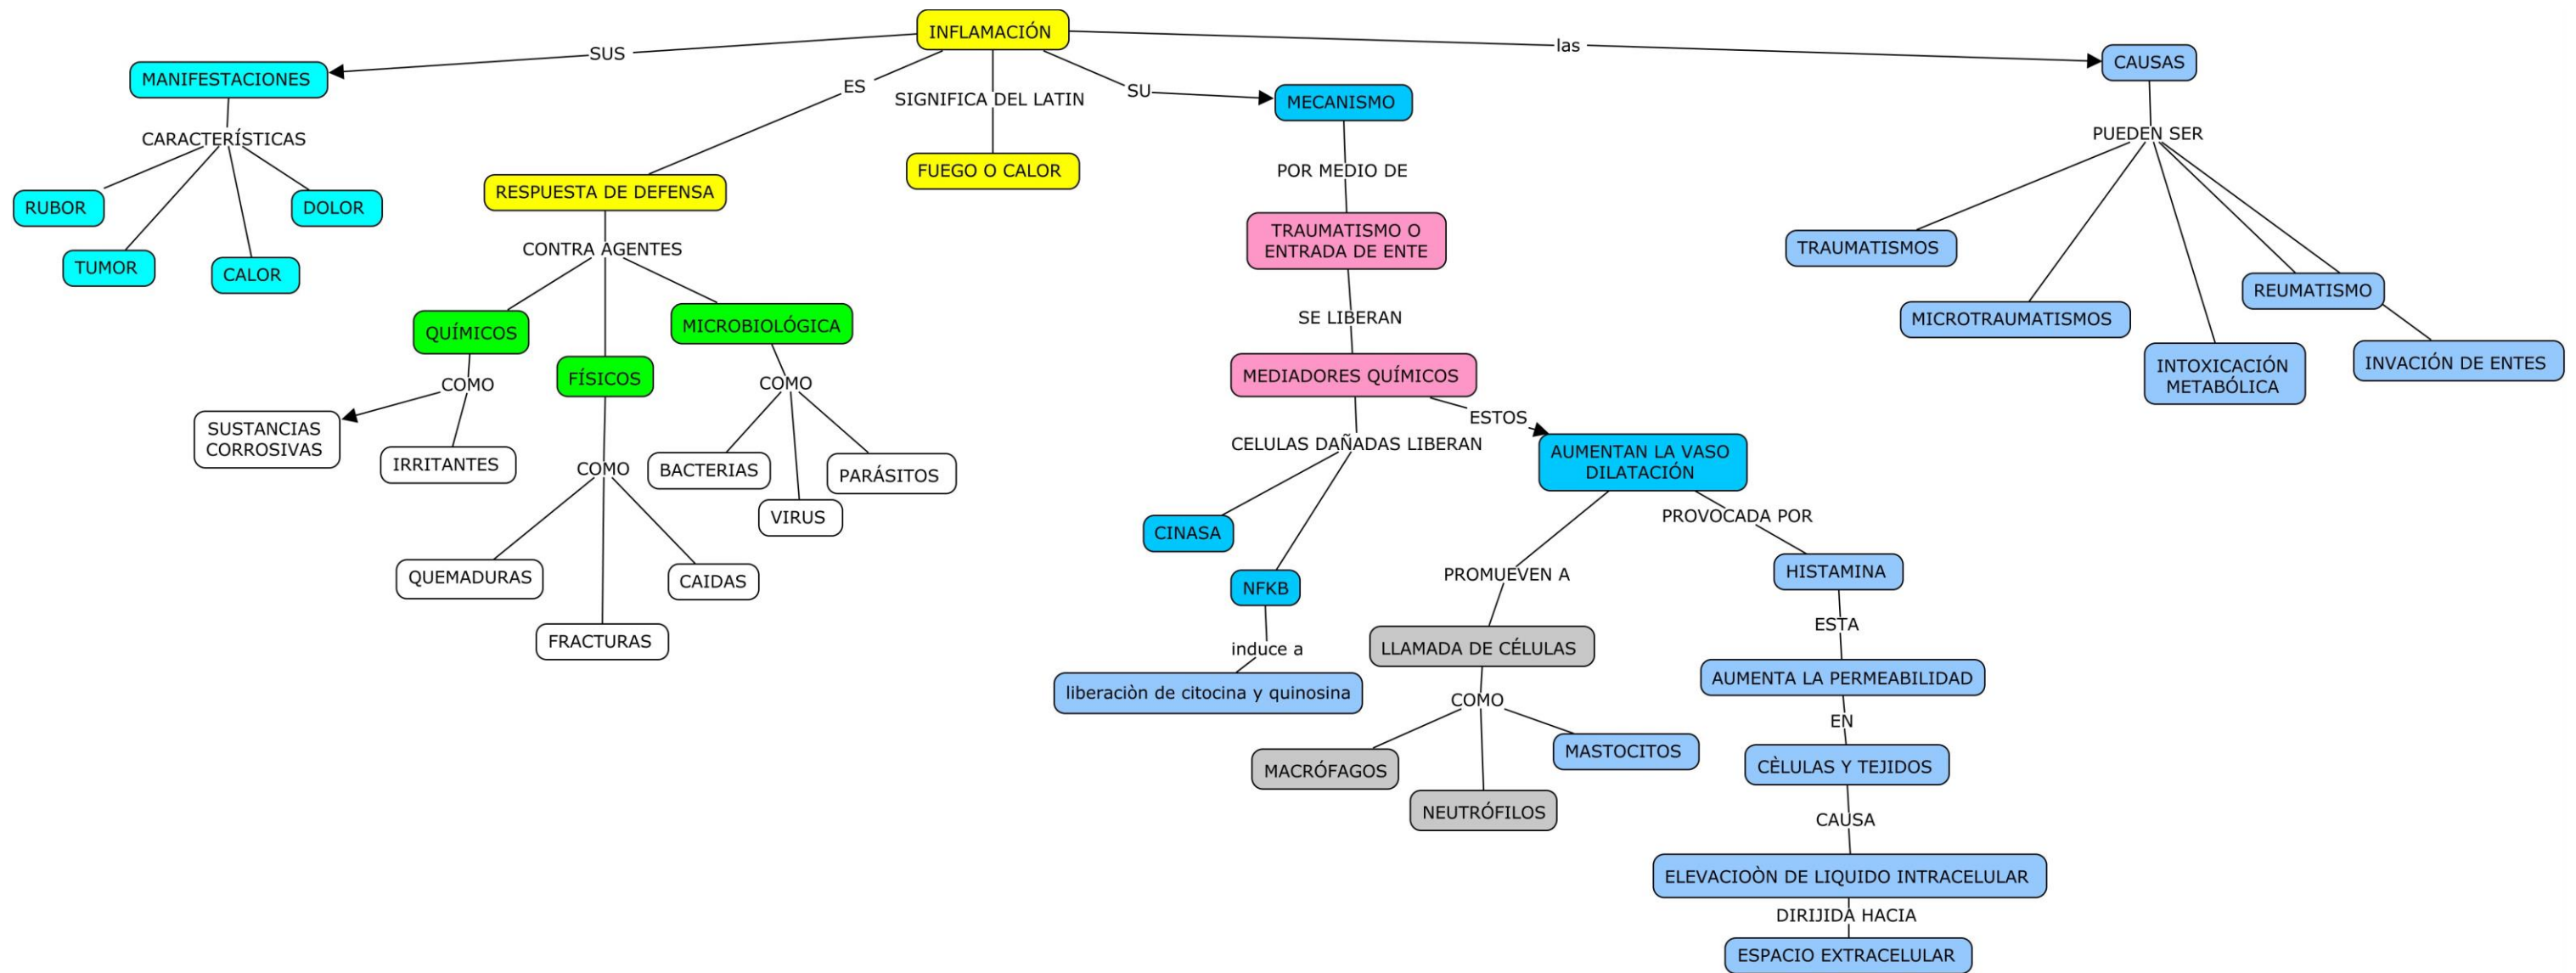 INFLAMACIÓN
SUS
las
MANIFESTACIONES
CAUSAS
ES
SIGNIFICA DEL LATIN
SU
MECANISMO
CARACTERÍSTICAS
PUEDEN SER
RUBOR
DOLOR
TUMOR
CALOR
RESPUESTA DE DEFENSA
FUEGO O CALOR
POR MEDIO DE
CONTRA AGENTES
TRAUMATISMO O
ENTRADA DE ENTE
TRAUMATISMOS
MICROTRAUMATISMOS
INTOXICACIÓN
METABÓLICA
REUMATISMO
INVACIÓN DE ENTES
QUÍMICOS
FÍSICOS
MICROBIOLÓGICA
SE LIBERAN
COMO
SUSTANCIAS
CORROSIVAS
IRRITANTES
COMO
QUEMADURAS
FRACTURAS
CAIDAS
COMO
BACTERIAS
VIRUS
PARÁSITOS
MEDIADORES QUÍMICOS
CELULAS DAÑADAS LIBERAN
ESTOS
CINASA
NFKB
induce a
liberaciòn de citocina y quinosina
AUMENTAN LA VASO
DILATACIÓN
PROMUEVEN A
PROVOCADA POR
LLAMADA DE CÉLULAS
COMO
MACRÓFAGOS
NEUTRÓFILOS
MASTOCITOS
HISTAMINA
ESTA
AUMENTA LA PERMEABILIDAD
EN
CÈLULAS Y TEJIDOS
CAUSA
ELEVACIOÒN DE LIQUIDO INTRACELULAR
DIRIJIDA HACIA
ESPACIO EXTRACELULAR